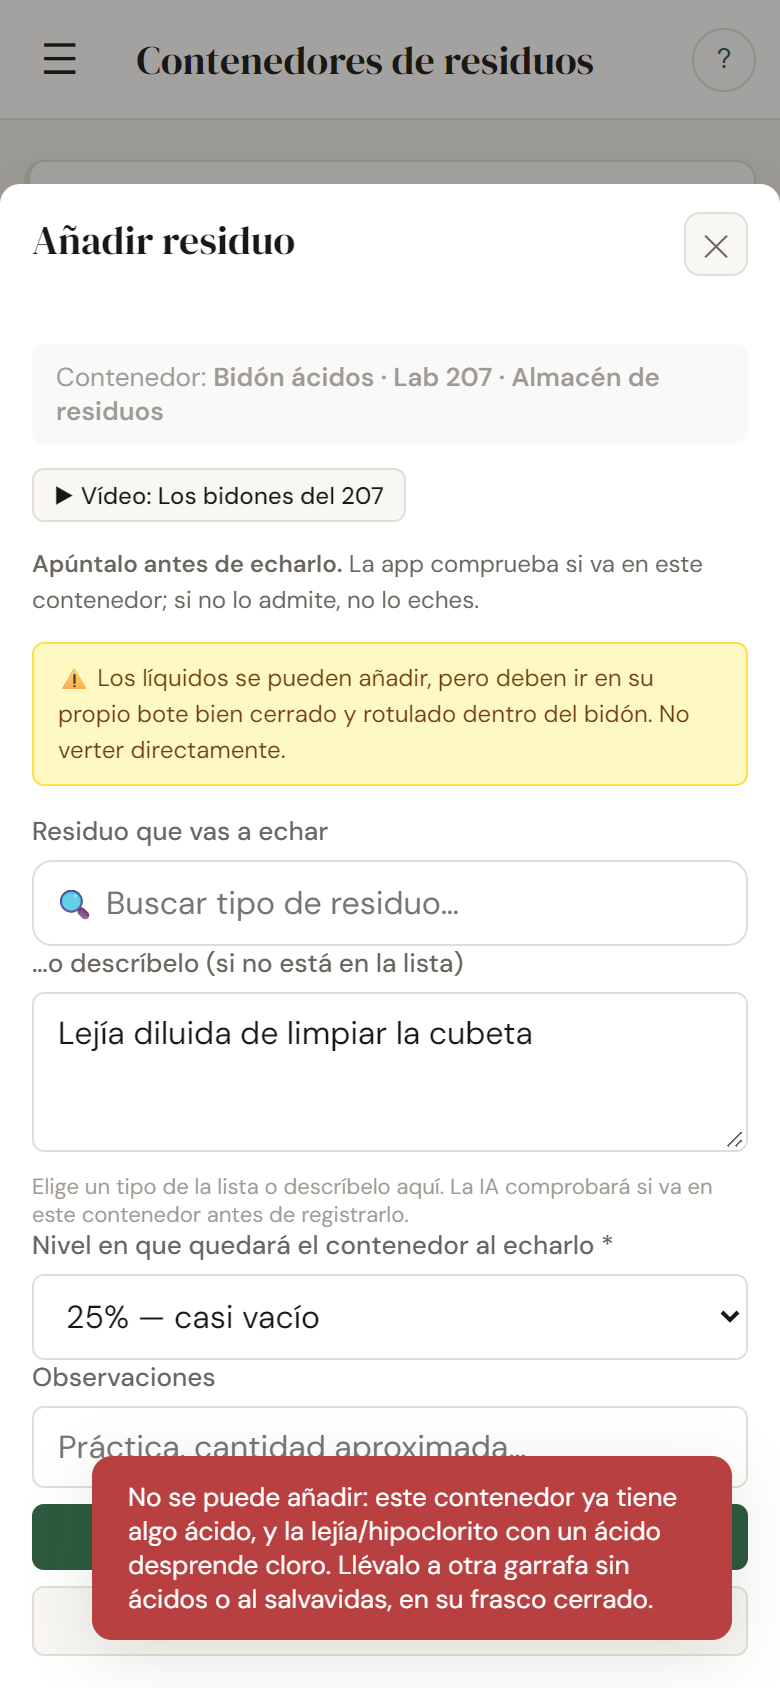 ☰ Contenedores de residuos ?
Añadir residuo
Contenedor: Bidón ácidos · Lab 207 · Almacén de
residuos
▶ Vídeo: Los bidones del 207
Apúntalo antes de echarlo. La app comprueba si va en este
contenedor; si no lo admite, no lo eches.
⚠️ Los líquidos se pueden añadir, pero deben ir en su
propio bote bien cerrado y rotulado dentro del bidón. No
verter directamente.
Residuo que vas a echar
🔍 Buscar tipo de residuo...
...o descríbelo (si no está en la lista)
Lejía diluida de limpiar la cubeta
Elige un tipo de la lista o descríbelo aquí. La IA comprobará si va en
este contenedor antes de registrarlo.
Nivel en que quedará el contenedor al echarlo *
25% — casi vacío
Observaciones
Práctica, cantidad aproximada...
No se puede añadir: este contenedor ya tiene
algo ácido, y la lejía/hipoclorito con un ácido
desprende cloro. Llévalo a otra garrafa sin
ácidos o al salvavidas, en su frasco cerrado.